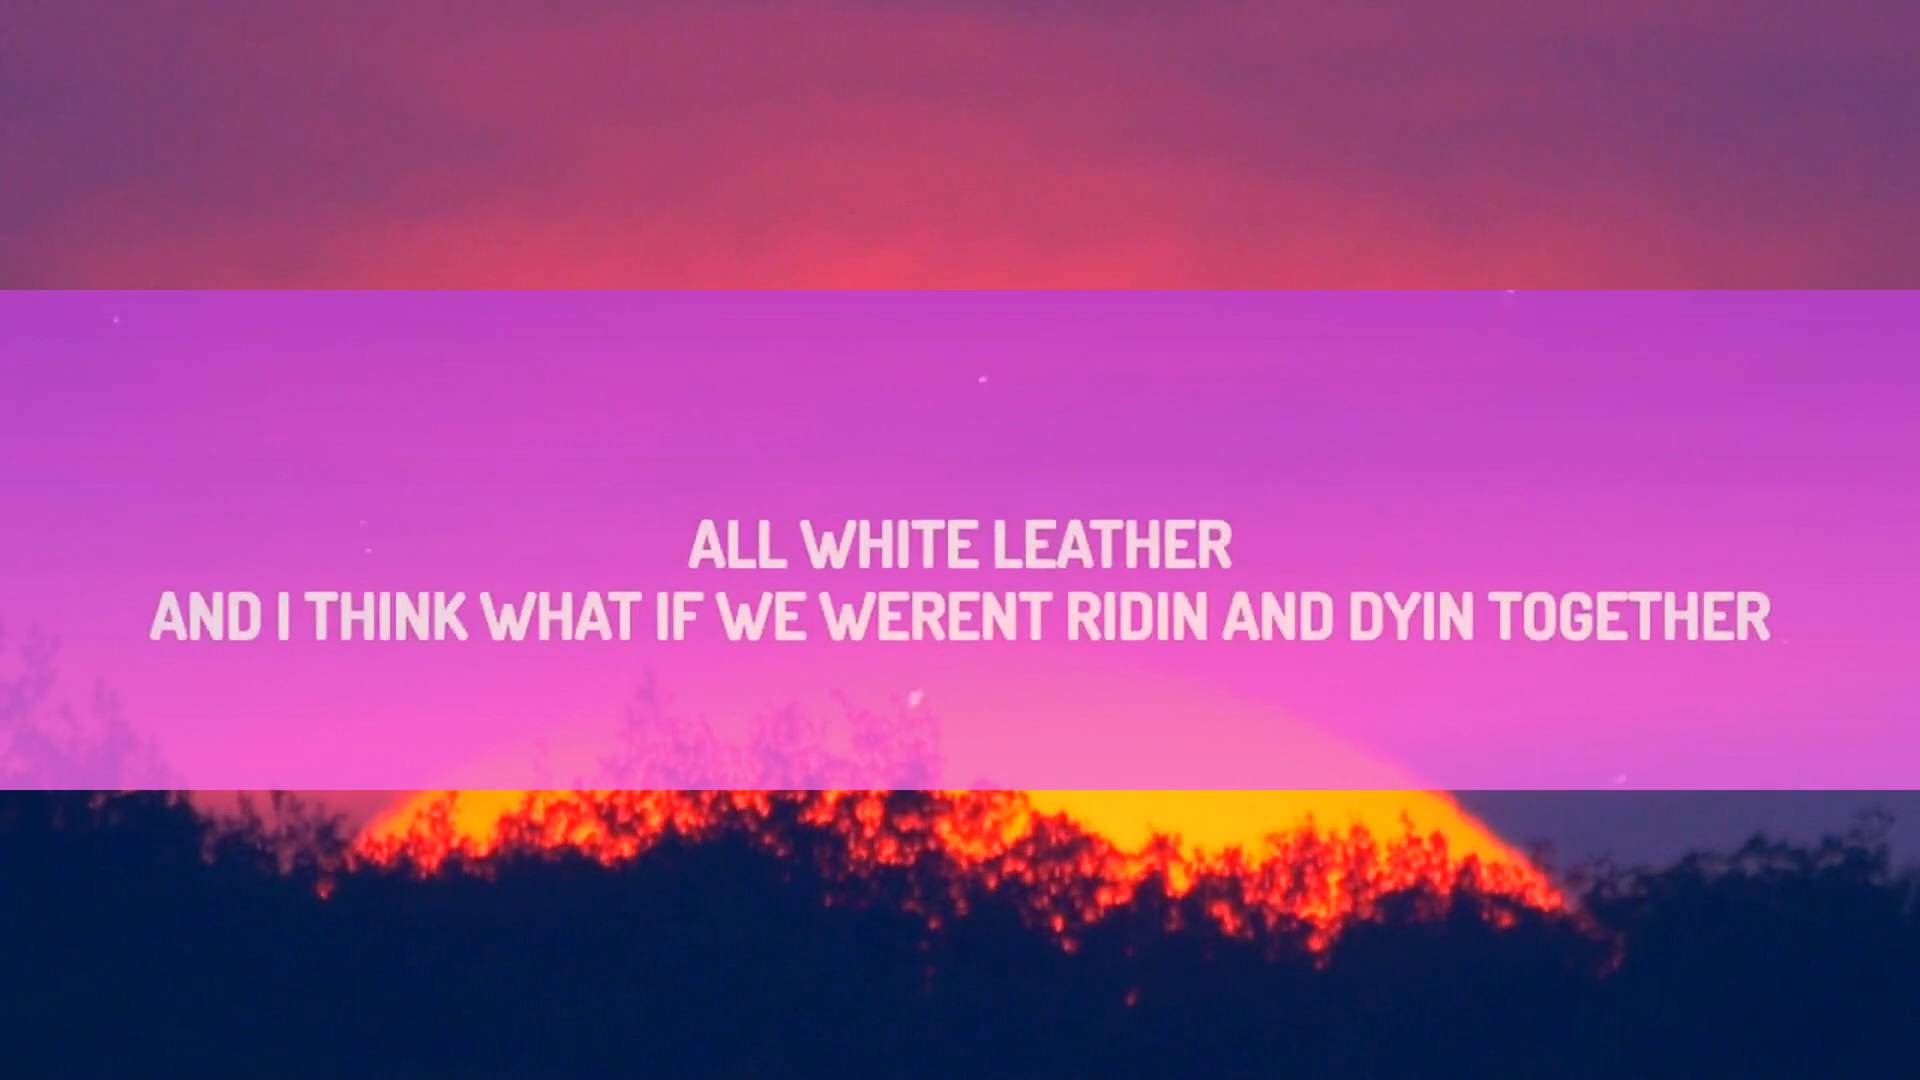 ALL WHITE LEATHER
AND I THINK WHAT IF WE WERENT RIDIN AND DYIN TOGETHER